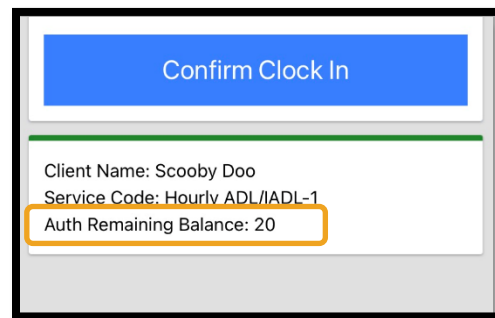 Confirm Clock In
Client Name: Scooby Doo
Service Code: Hourly ADL/IADL-1
Auth Remaining Balance: 20